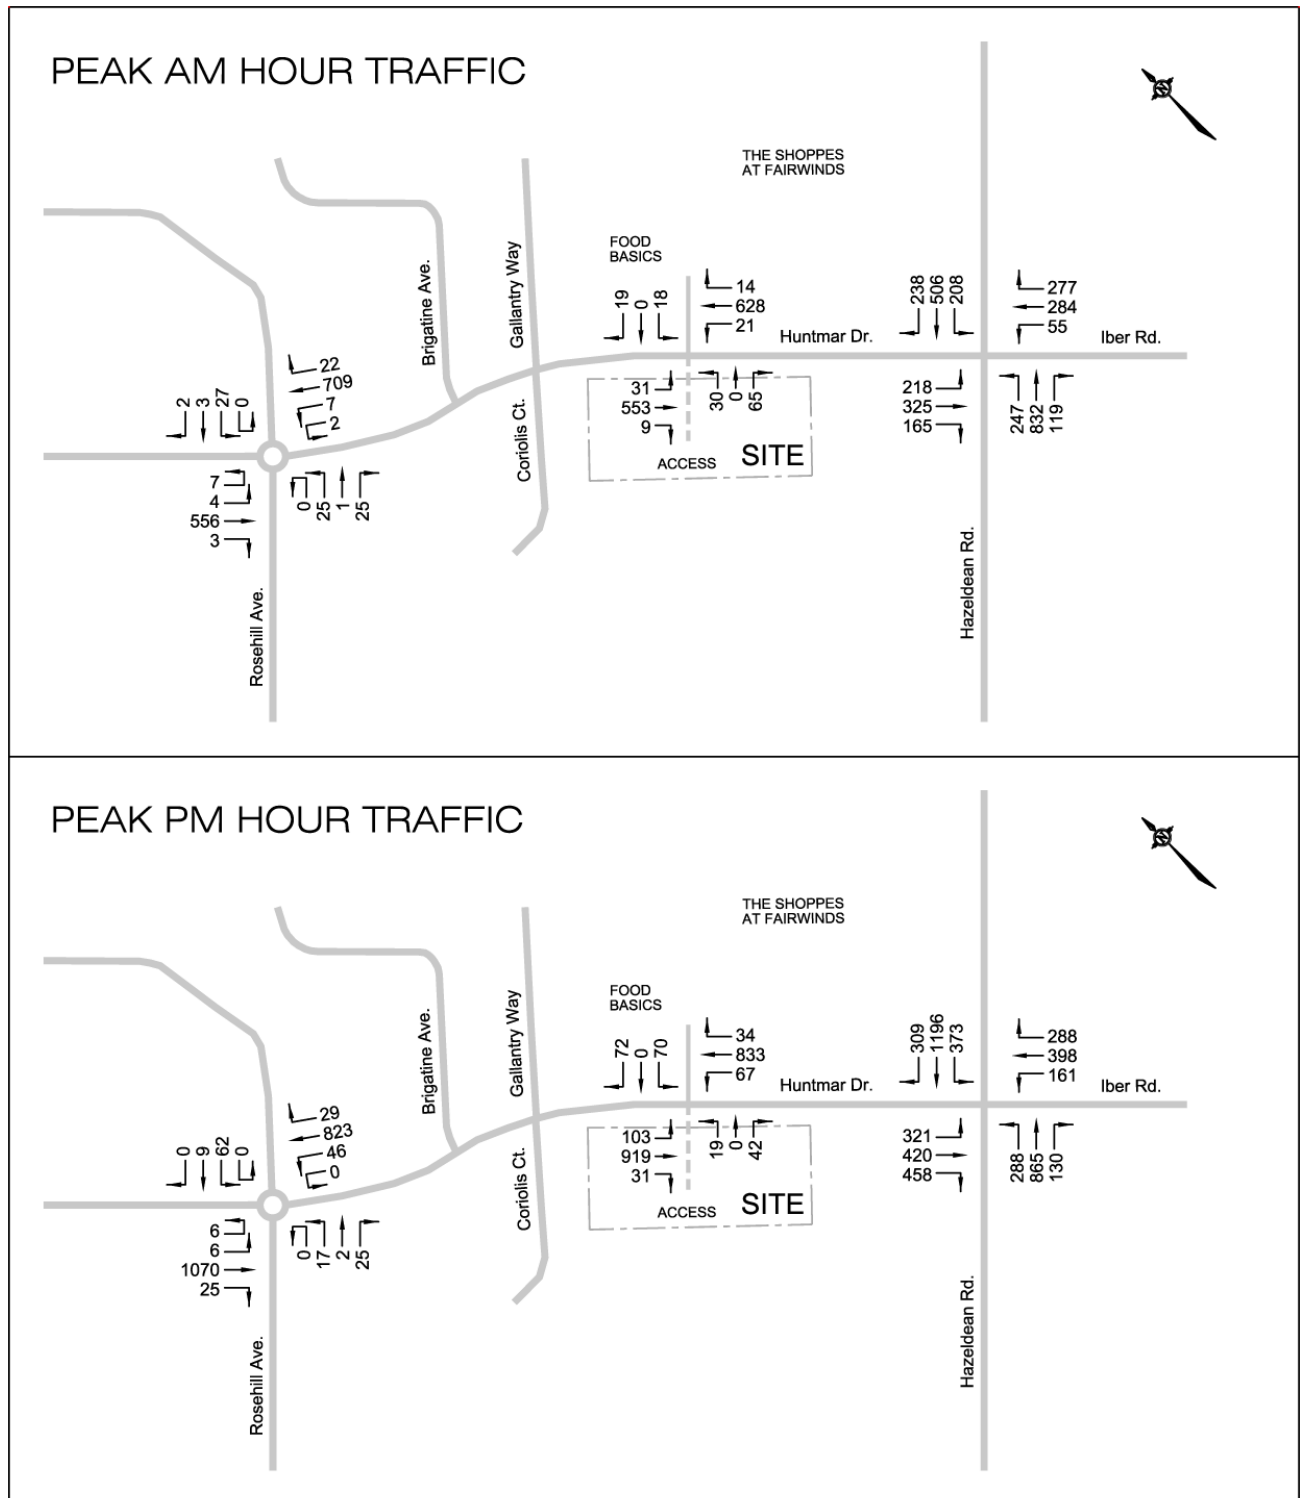 PEAK AM HOUR TRAFFIC
THE SHOPPES
AT FAIRWINDS
FOOD
BASICS
Brigatine Ave.
Gallantry Way
Coriolis Ct.
Huntmar Dr.
Iber Rd.
Hazeldean Rd.
Rosehill Ave.
ACCESS
SITE
2
3
27
0
22
709
7
2
7
4
556
3
0
25
1
25
19
0
18
14
628
21
31
553
9
30
0
65
238
506
208
277
284
55
218
325
165
247
832
119
N
PEAK PM HOUR TRAFFIC
THE SHOPPES
AT FAIRWINDS
FOOD
BASICS
Brigatine Ave.
Gallantry Way
Coriolis Ct.
Huntmar Dr.
Iber Rd.
Hazeldean Rd.
Rosehill Ave.
ACCESS
SITE
0
9
62
0
29
823
46
0
6
6
1070
25
0
17
2
25
72
0
70
34
833
67
103
919
31
19
0
42
309
1196
373
288
398
161
321
420
458
288
865
130
N